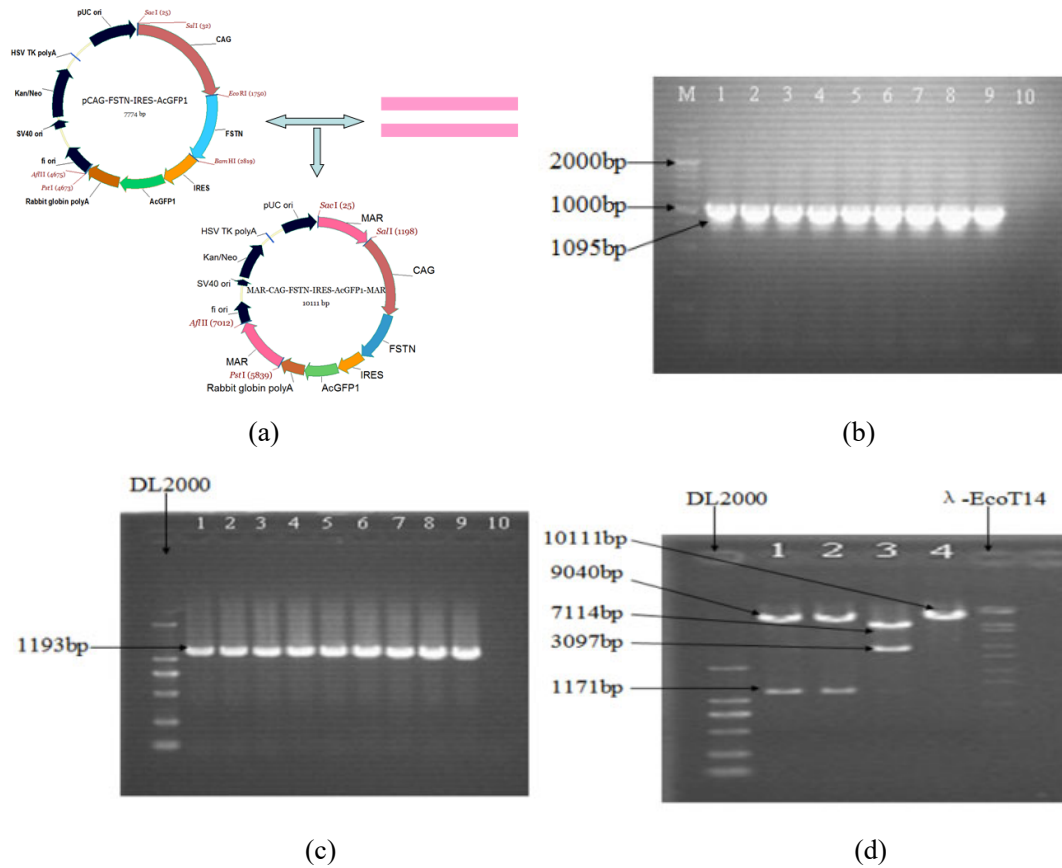 pUC ori
SacI (25)
SalI (32)
CAG
HSV TK polyA
Kan/Neo
pCAG-FSTN-IRES-AcGFP1
7774 bp
EcoRI (1750)
SV40 ori
FSTN
fi ori
BamHI (2819)
AflII (4675)
PstI (4673)
IRES
Rabbit globin polyA
AcGFP1
pUC ori
SacI (25)
MAR
HSV TK polyA
SalI (1198)
Kan/Neo
CAG
SV40 ori
MAR-CAG-FSTN-IRES-AcGFP1-MAR
10111 bp
fi ori
AflII (7012)
FSTN
MAR
IRES
PstI (5839)
AcGFP1
Rabbit globin polyA
(a)
M 1 2 3 4 5 6 7 8 9 10
2000bp
1000bp
1095bp
(b)
DL2000
1 2 3 4 5 6 7 8 9 10
1193bp
(c)
DL2000
λ-EcoT14
10111bp
1 2 3 4
9040bp
7114bp
3097bp
1171bp
(d)